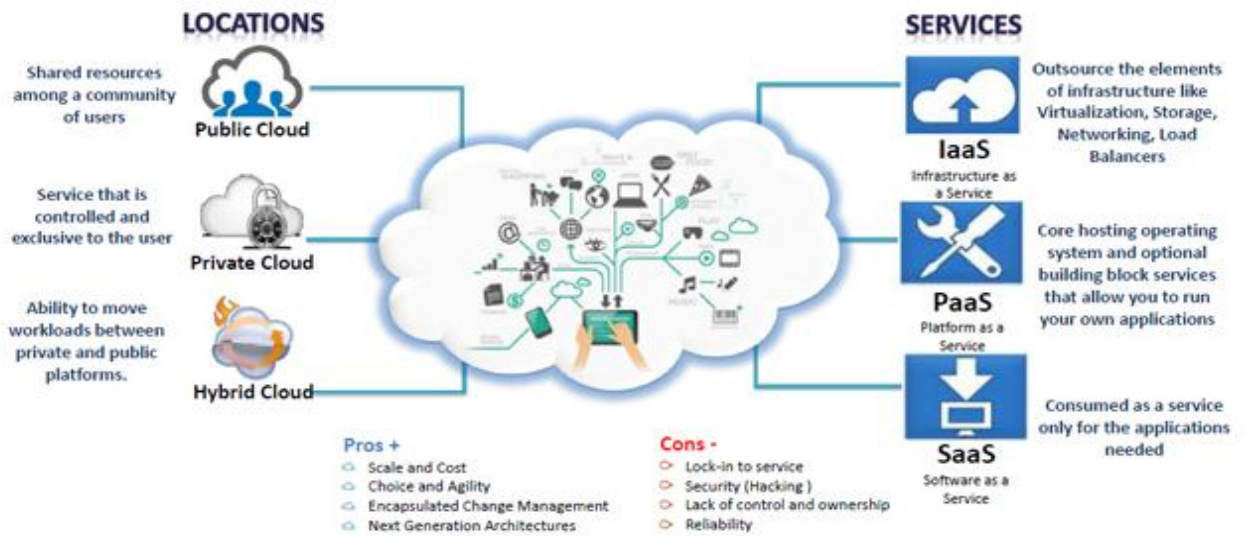 LOCATIONS
Shared resources
among a community
of users
Public Cloud
Service that is
controlled and
exclusive to the user
Private Cloud
Ability to move
workloads between
private and public
platforms.
Hybrid Cloud
SERVICES
IaaS
Infrastructure as
a Service
Outsource the elements
of infrastructure like
Virtualization, Storage,
Networking, Load
Balancers
PaaS
Platform as a
Service
Core hosting operating
system and optional
building block services
that allow you to run
your own applications
SaaS
Software as a
Service
Consumed as a service
only for the applications
needed
SHOPPING
PLAY
MUSIC
Pros +
Scale and Cost
Choice and Agility
Encapsulated Change Management
Next Generation Architectures
Cons -
Lock-in to service
Security (Hacking )
Lack of control and ownership
Reliability